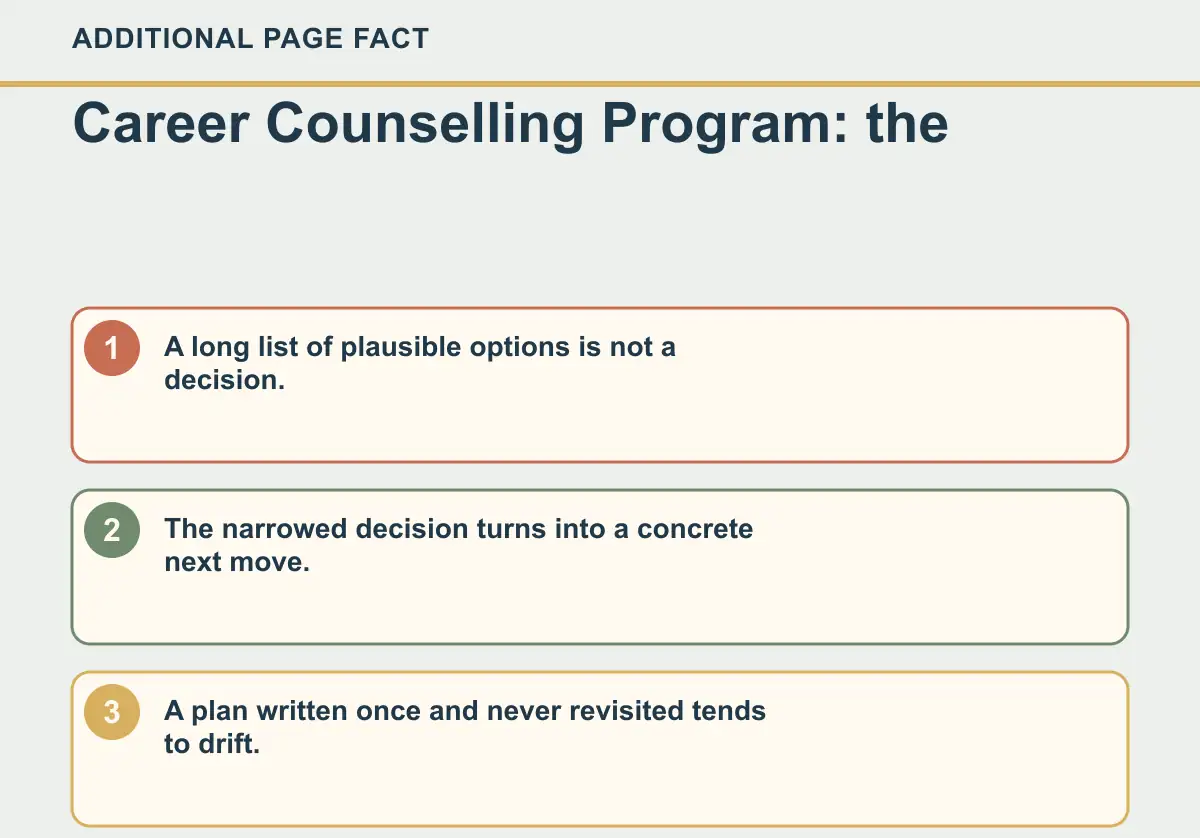 ADDITIONAL PAGE FACT
Career Counselling Program: the
1
A long list of plausible options is not a
decision.
2
The narrowed decision turns into a concrete
next move.
3
A plan written once and never revisited tends
to drift.